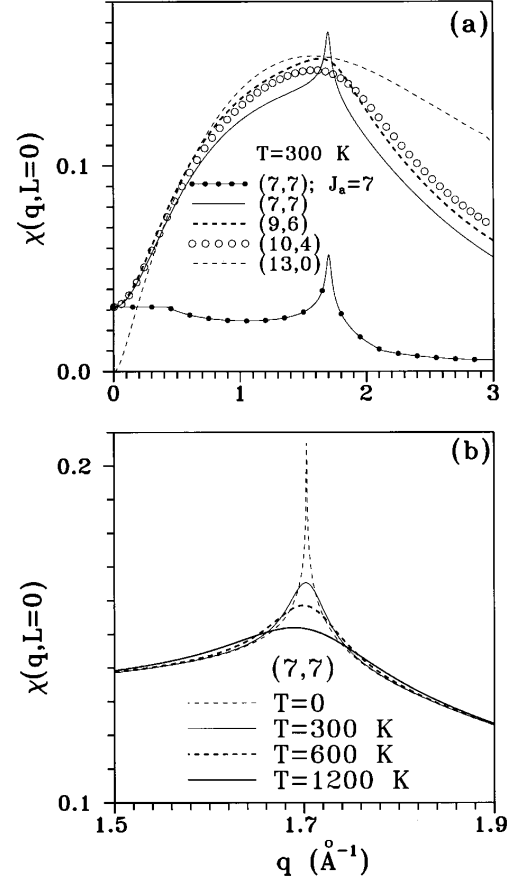 (a)
χ(q,L=0)
0.1
0.0
T=300 K
(7,7); Jₐ=7
(7,7)
(9,6)
(10,4)
(13,0)
0 1 2 3
(b)
χ(q,L=0)
0.2
0.1
(7,7)
T=0
T=300 K
T=600 K
T=1200 K
1.5 1.7 1.9
q (Å⁻¹)